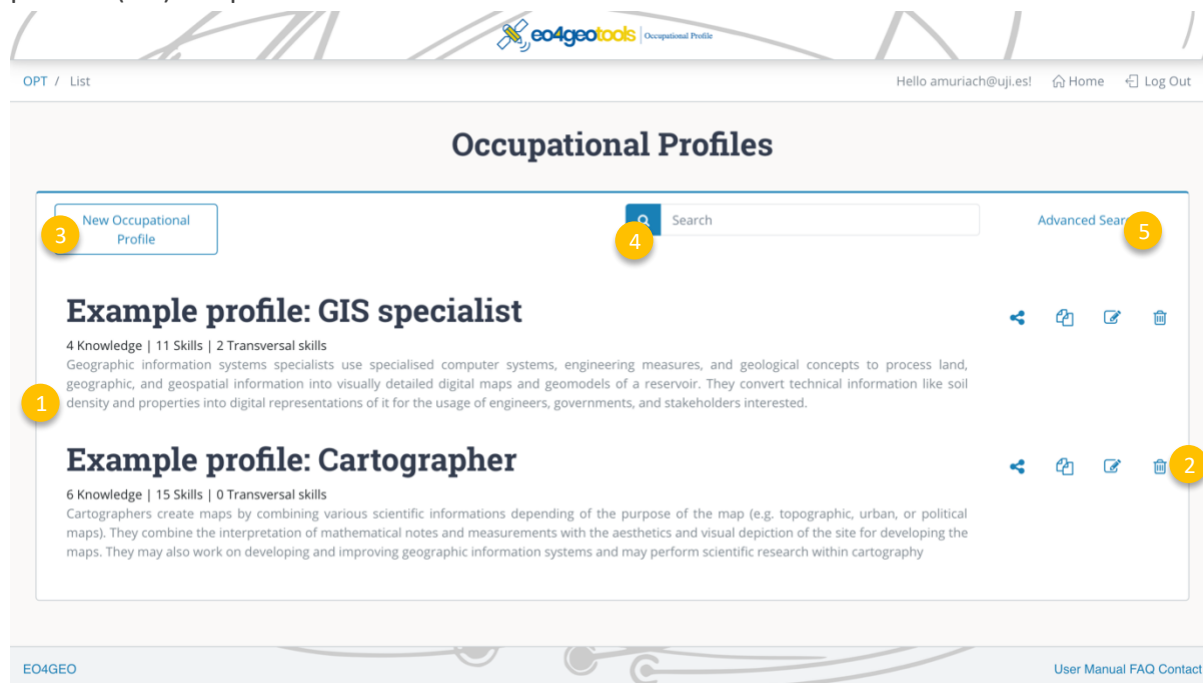 eo4geotools Occupational Profile
OPT / List
Hello amuriach@uji.es! Home Log Out
Occupational Profiles
New Occupational
Profile
3
Search
4
Advanced Sear
5
Example profile: GIS specialist
4 Knowledge | 11 Skills | 2 Transversal skills
Geographic information systems specialists use specialised computer systems, engineering measures, and geological concepts to process land,
geographic, and geospatial information into visually detailed digital maps and geomodels of a reservoir. They convert technical information like soil
density and properties into digital representations of it for the usage of engineers, governments, and stakeholders interested.
1
Example profile: Cartographer
2
6 Knowledge | 15 Skills | 0 Transversal skills
Cartographers create maps by combining various scientific informations depending of the purpose of the map (e.g. topographic, urban, or political
maps). They combine the interpretation of mathematical notes and measurements with the aesthetics and visual depiction of the site for developing the
maps. They may also work on developing and improving geographic information systems and may perform scientific research within cartography
EO4GEO
User Manual FAQ Contact